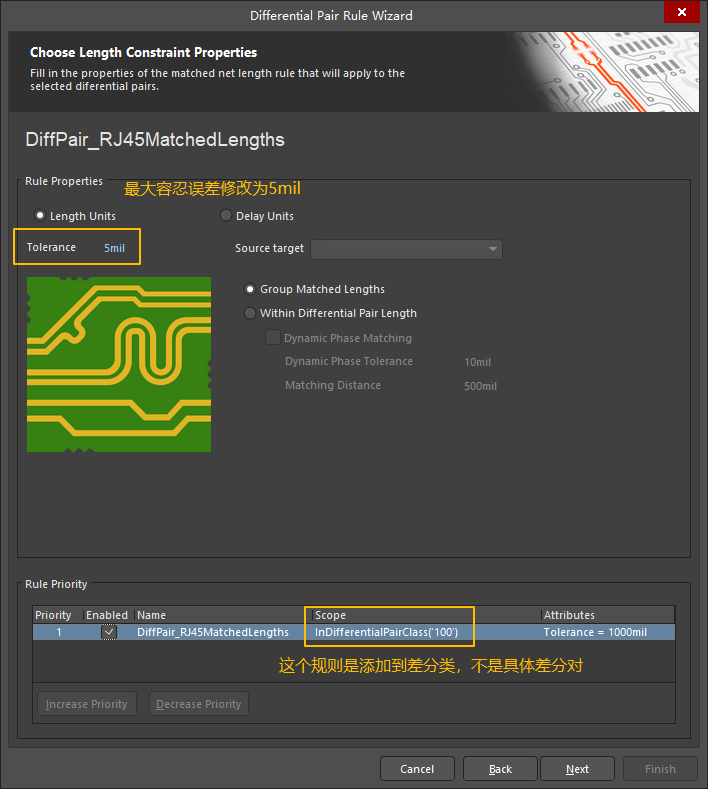 Differential Pair Rule Wizard
Choose Length Constraint Properties
Fill in the properties of the matched net length rule that will apply to the
selected diferential pairs.
DiffPair_RJ45MatchedLengths
Rule Properties
最大容忍误差修改为5mil
Length Units
Delay Units
Tolerance 5mil
Source target
Group Matched Lengths
Within Differential Pair Length
Dynamic Phase Matching
Dynamic Phase Tolerance 10mil
Matching Distance 500mil
Rule Priority
Priority Enabled Name Scope Attributes
1 DiffPair_RJ45MatchedLengths InDifferentialPairClass('100') Tolerance = 1000mil
这个规则是添加到差分类，不是具体差分对
Increase Priority Decrease Priority
Cancel Back Next Finish